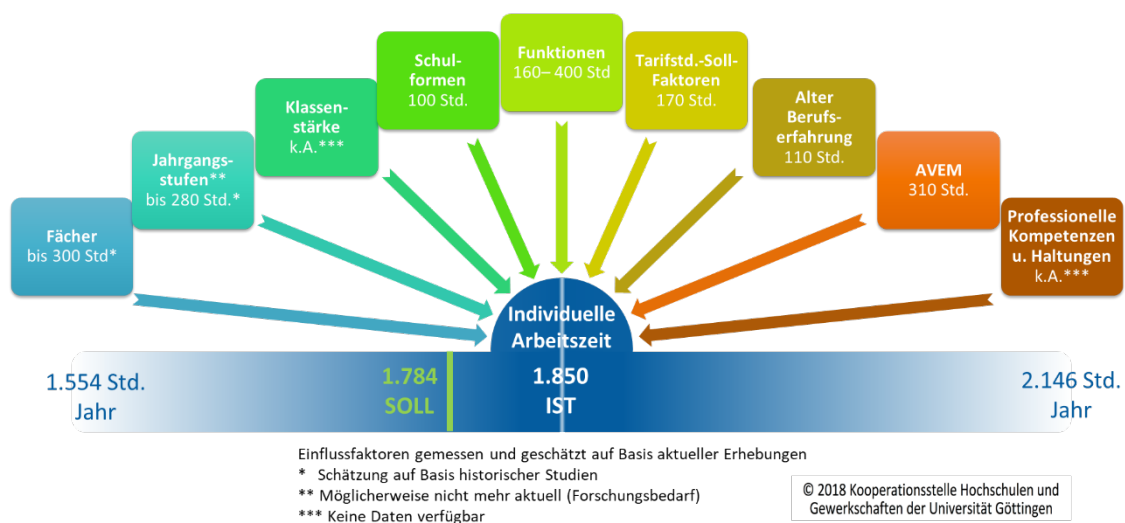 Fächer
bis 300 Std*
Jahrgangs-
stufen**
bis 280 Std.*
Klassen-
stärke
k.A.***
Schul-
formen
100 Std.
Funktionen
160– 400 Std
Tarifstd.-Soll-
Faktoren
170 Std.
Alter
Berufs-
erfahrung
110 Std.
AVEM
310 Std.
Professionelle
Kompetenzen
u. Haltungen
k.A.***
Individuelle
Arbeitszeit
1.554 Std.
Jahr
1.784
SOLL
1.850
IST
2.146 Std.
Jahr
Einflussfaktoren gemessen und geschätzt auf Basis aktueller Erhebungen
* Schätzung auf Basis historischer Studien
** Möglicherweise nicht mehr aktuell (Forschungsbedarf)
*** Keine Daten verfügbar
© 2018 Kooperationsstelle Hochschulen und
Gewerkschaften der Universität Göttingen